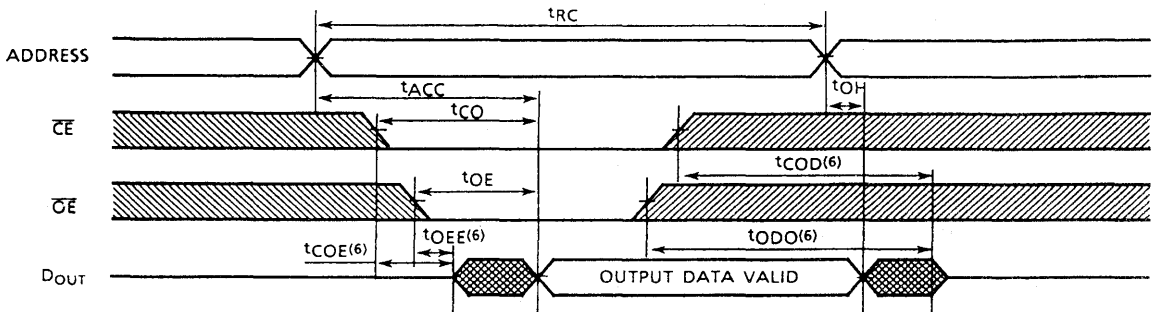 tRC
ADDRESS
tACC
tOH
tCO
CE
tCOD(6)
tOE
OE
tOEE(6)
tODO(6)
tCOE(6)
DOUT
OUTPUT DATA VALID